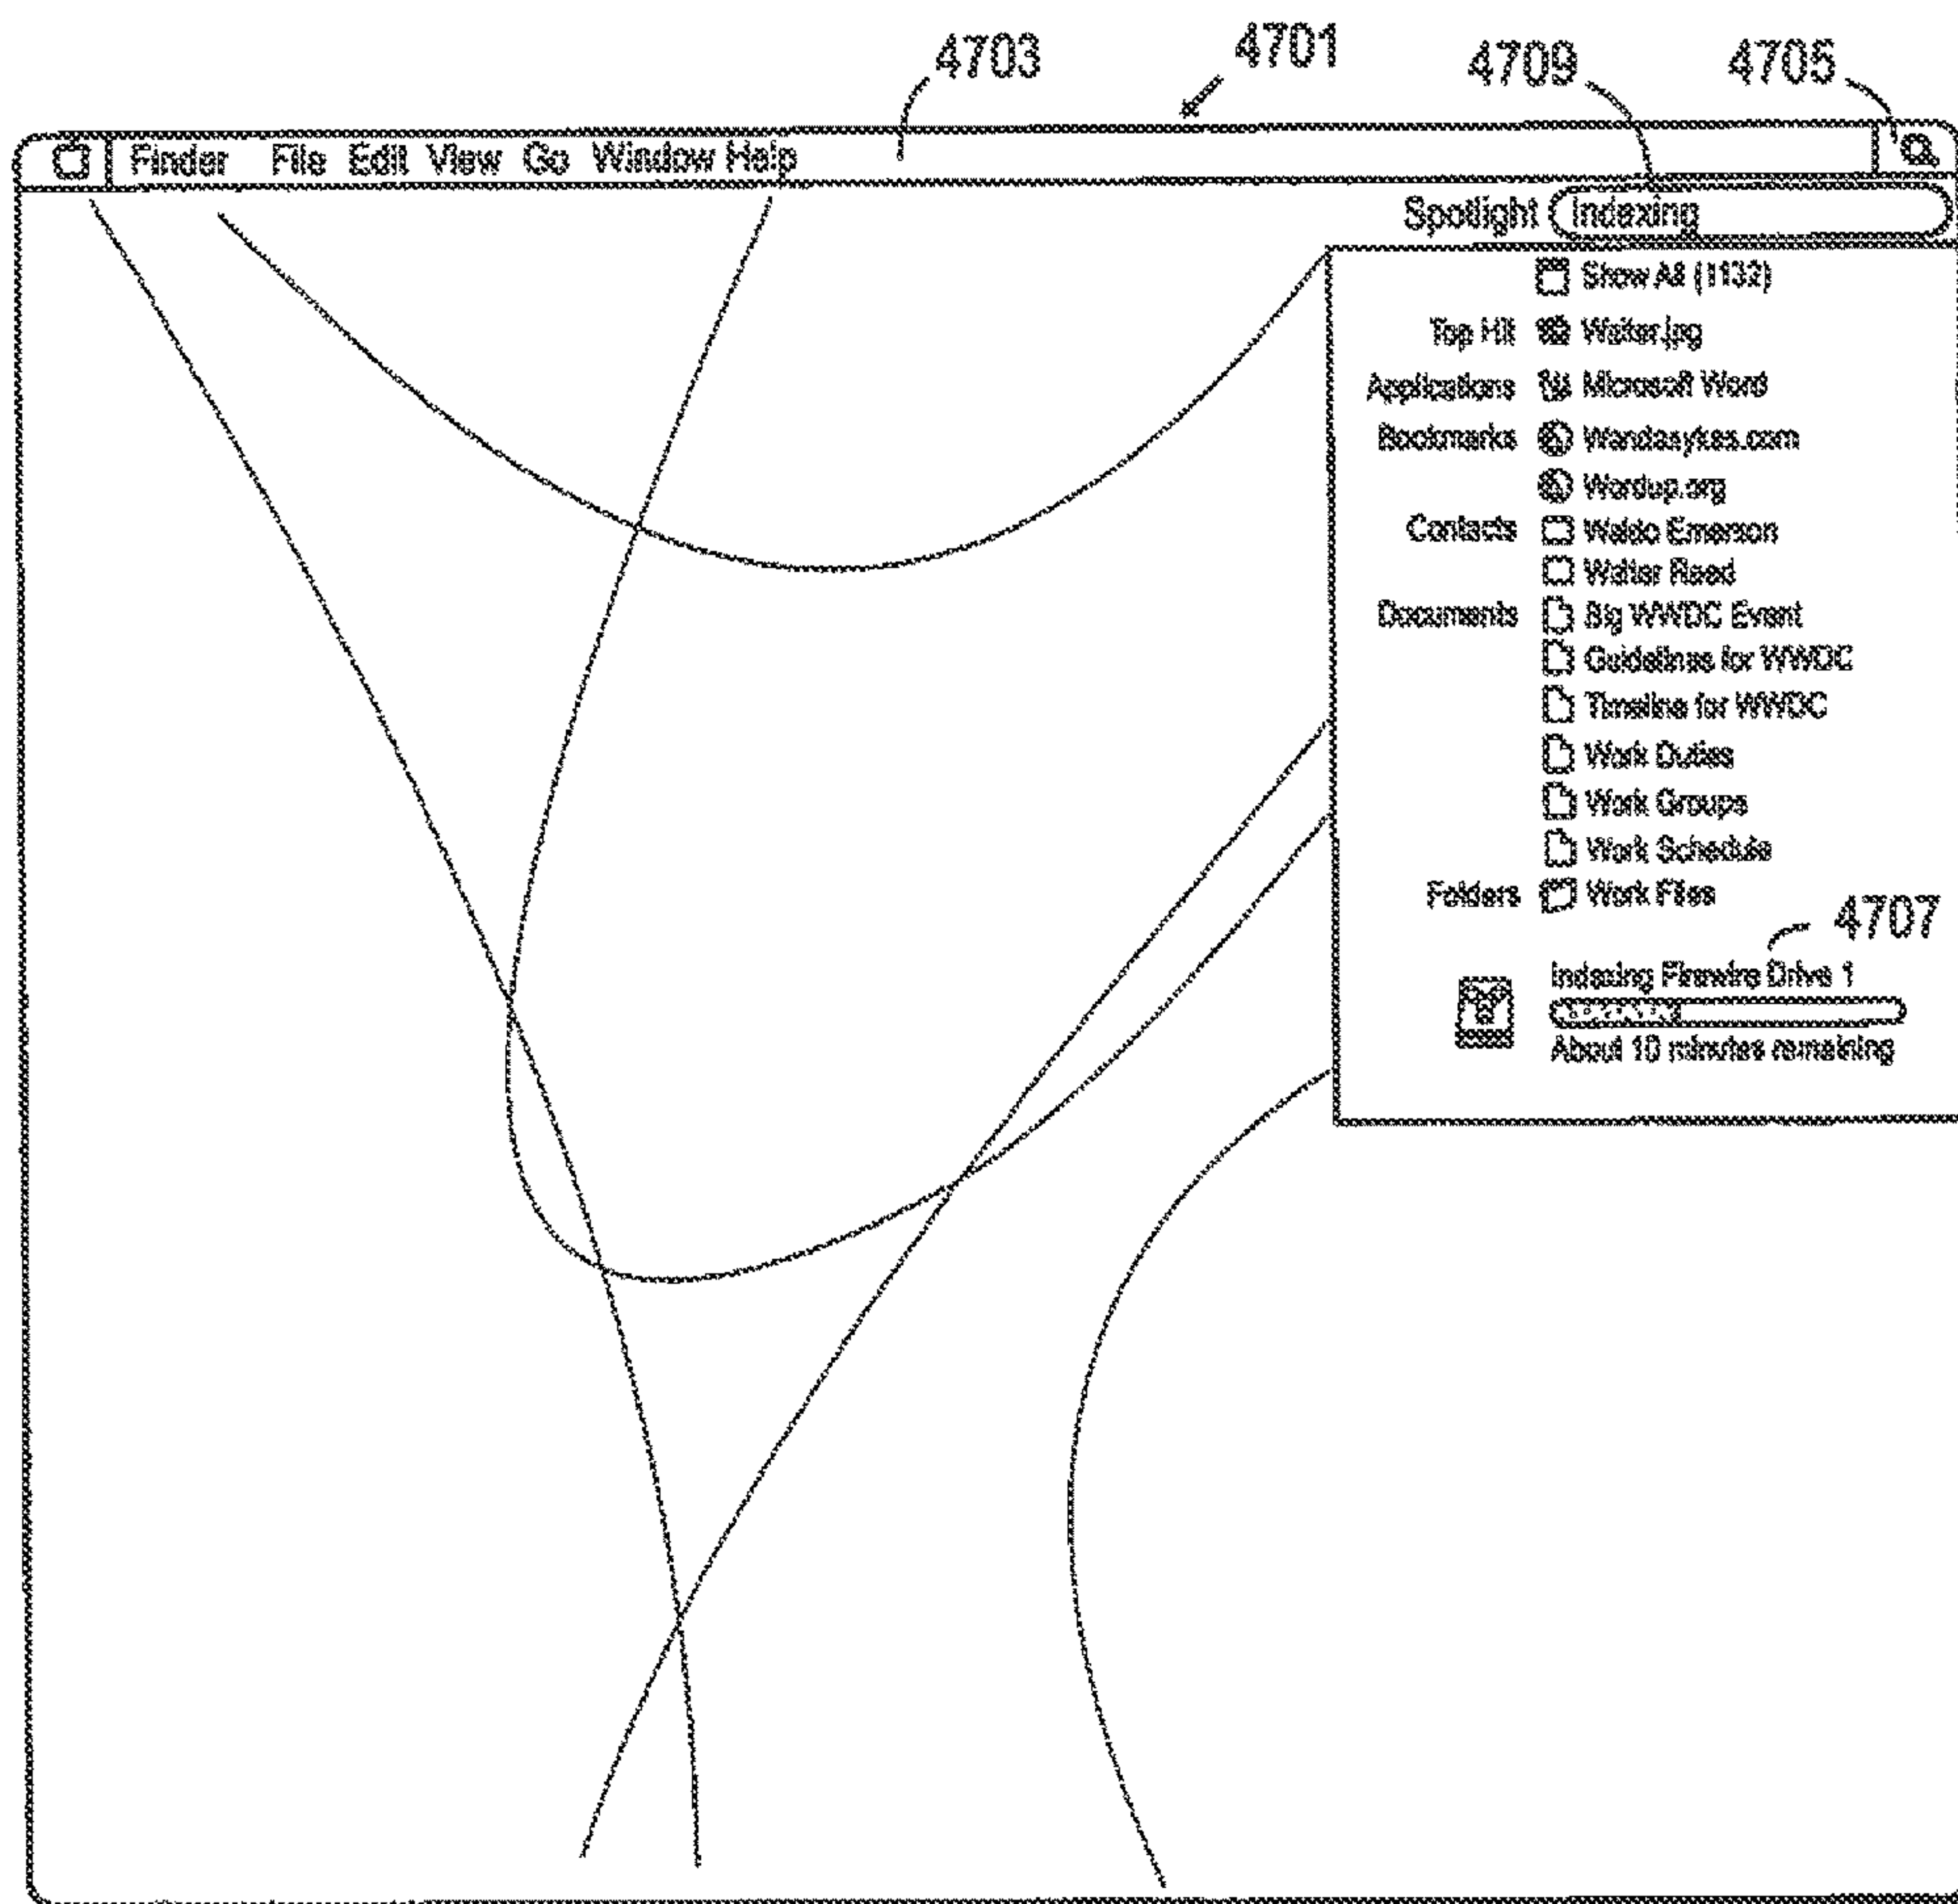 4703 4701 4709 4705
Finder File Edit View Go Window Help
Spotlight Indexing
Show All (1132)
Top Hit Walter.jpg
Applications Microsoft Word
Bookmarks Wandasykes.com
Wordup.org
Contacts Waldo Emerson
Walter Reed
Documents Big WWDC Event
Guidelines for WWDC
Timeline for WWDC
Work Duties
Work Groups
Work Schedule
Folders Work Files
4707
Indexing Firewire Drive 1
About 10 minutes remaining